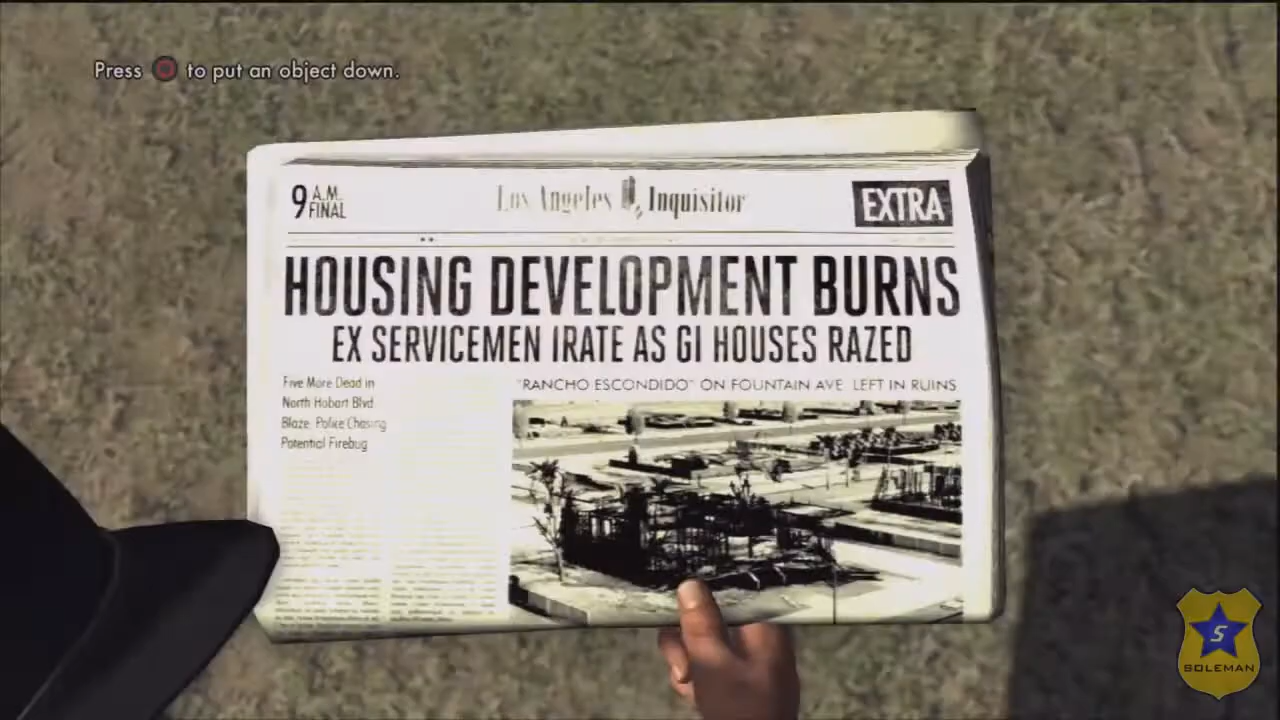 Press to put an object down.
9 A.M. FINAL
Los Angeles Inquisitor
EXTRA
HOUSING DEVELOPMENT BURNS
EX SERVICEMEN IRATE AS GI HOUSES RAZED
Five More Dead in
North Hobart Blvd
Blaze: Police Chasing
Potential Firebug
"RANCHO ESCONDIDO" ON FOUNTAIN AVE. LEFT IN RUINS
S
SOLEMAN